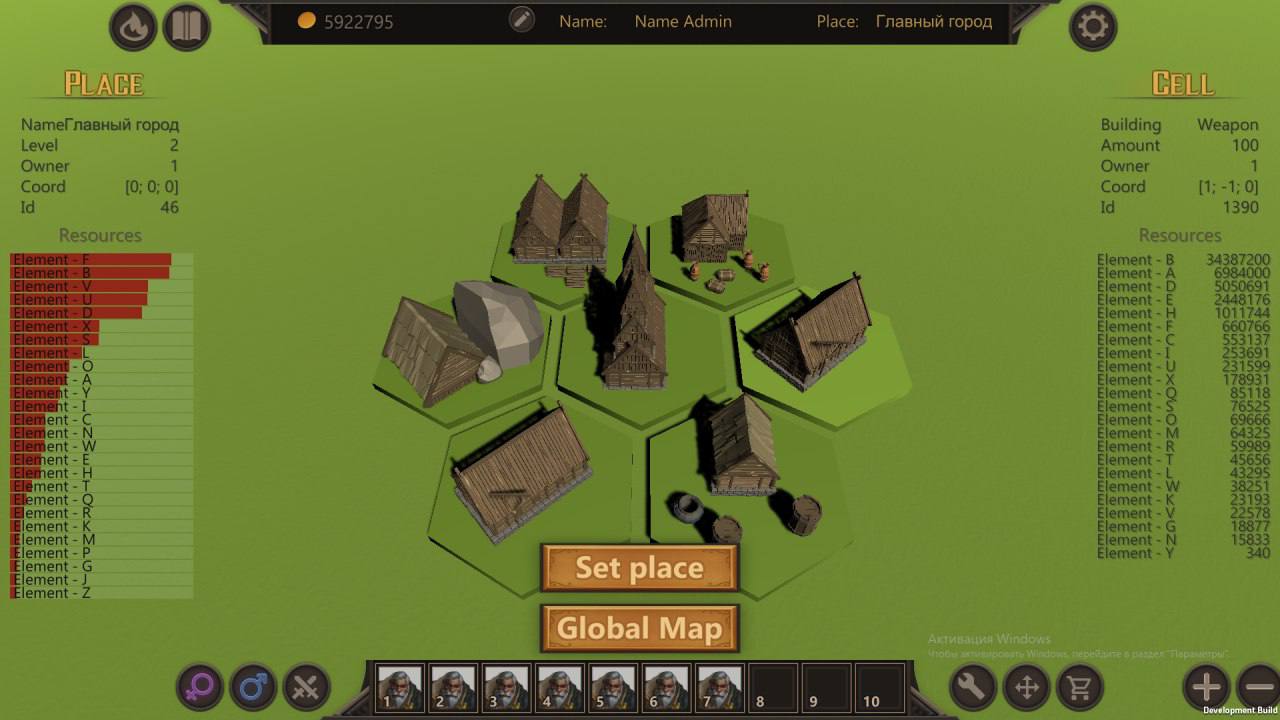 5922795 Name: Name Admin Place: Главный город
PLACE
NameГлавный город
Level 2
Owner 1
Coord [0; 0; 0]
Id 46
Resources
Element - F
Element - B
Element - V
Element - U
Element - D
Element - X
Element - S
Element - L
Element - O
Element - A
Element - Y
Element - I
Element - C
Element - N
Element - W
Element - E
Element - H
Element - T
Element - Q
Element - R
Element - K
Element - M
Element - P
Element - G
Element - J
Element - Z
CELL
Building Weapon
Amount 100
Owner 1
Coord [1; -1; 0]
Id 1390
Resources
Element - B 34387200
Element - A 6984000
Element - D 5050691
Element - E 2448176
Element - H 1011744
Element - F 660766
Element - C 553137
Element - I 253691
Element - U 231599
Element - X 178931
Element - Q 85118
Element - S 76525
Element - O 69666
Element - M 64325
Element - R 59989
Element - T 45656
Element - L 43295
Element - W 38251
Element - K 23193
Element - V 22578
Element - G 18877
Element - N 15833
Element - Y 340
Set place
Global Map
Активация Windows
Чтобы активировать Windows, перейдите в раздел "Параметры".
1 2 3 4 5 6 7 8 9 10
Development Build